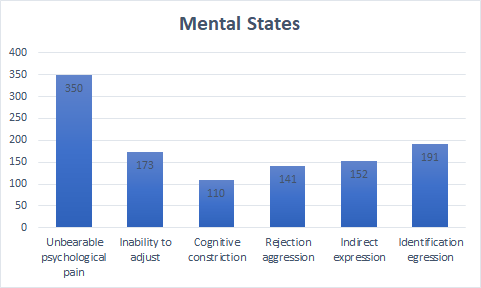 Mental States
400
350
300
250
200
150
100
50
0
350
173
110
141
152
191
Unbearable
psychological
pain
Inability to
adjust
Cognitive
constriction
Rejection
aggression
Indirect
expression
Identification
egression